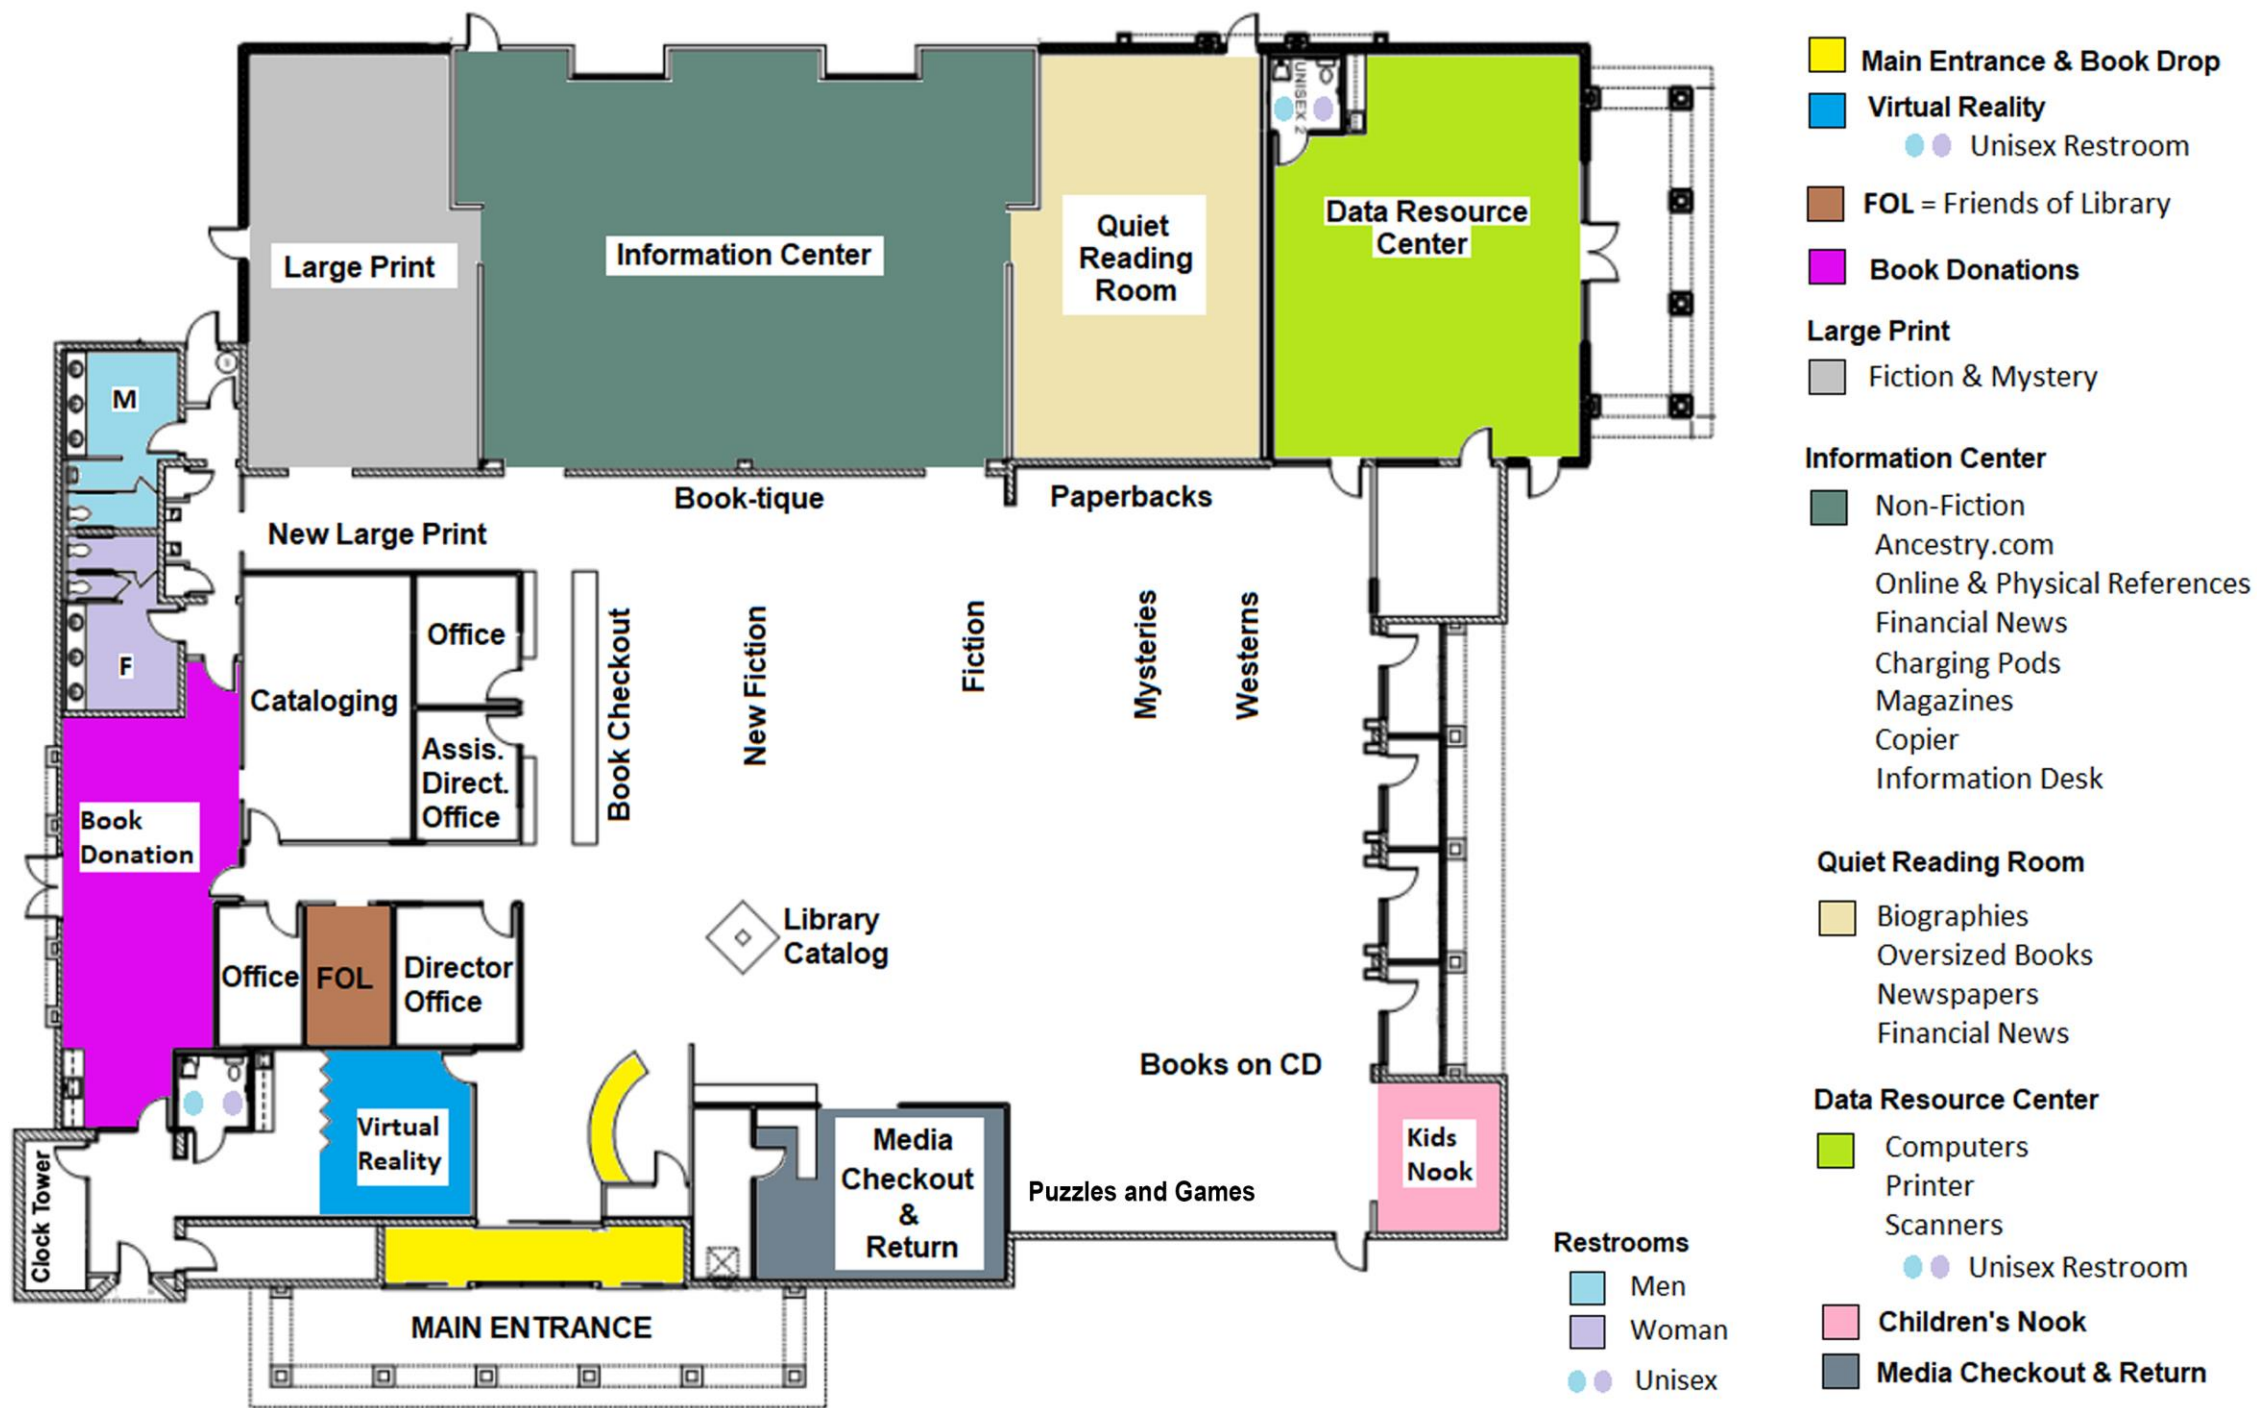 Large Print
Information Center
Quiet
Reading
Room
UNISEX 2
Data Resource
Center
M
F
New Large Print
Book-tique
Paperbacks
Cataloging
Office
Assis.
Direct.
Office
Book Checkout
New Fiction
Fiction
Mysteries
Westerns
Book
Donation
Office
FOL
Director
Office
Library
Catalog
Books on CD
Virtual
Reality
Media
Checkout
&
Return
Puzzles and Games
Kids
Nook
Clock Tower
MAIN ENTRANCE
Main Entrance & Book Drop
Virtual Reality
Unisex Restroom
FOL = Friends of Library
Book Donations
Large Print
Fiction & Mystery
Information Center
Non-Fiction
Ancestry.com
Online & Physical References
Financial News
Charging Pods
Magazines
Copier
Information Desk
Quiet Reading Room
Biographies
Oversized Books
Newspapers
Financial News
Data Resource Center
Computers
Printer
Scanners
Unisex Restroom
Children's Nook
Media Checkout & Return
Restrooms
Men
Woman
Unisex